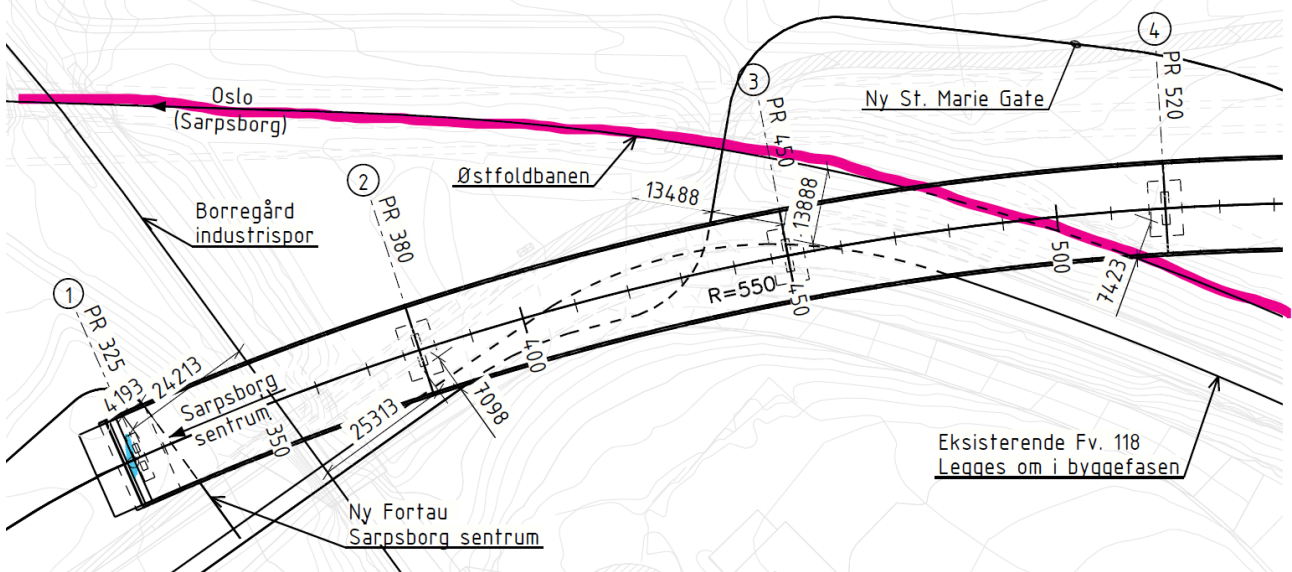 4
PR 520
Ny St. Marie Gate
3
PR 450
Oslo
(Sarpsborg)
Østfoldbanen
2
PR 380
13488
13888
Borregård
industrispor
500
7423
R=550
450
1
PR 325
400
4193
24213
Sarpsborg
sentrum
350
25313
7098
Eksisterende Fv. 118
Legges om i byggefasen
Ny Fortau
Sarpsborg sentrum